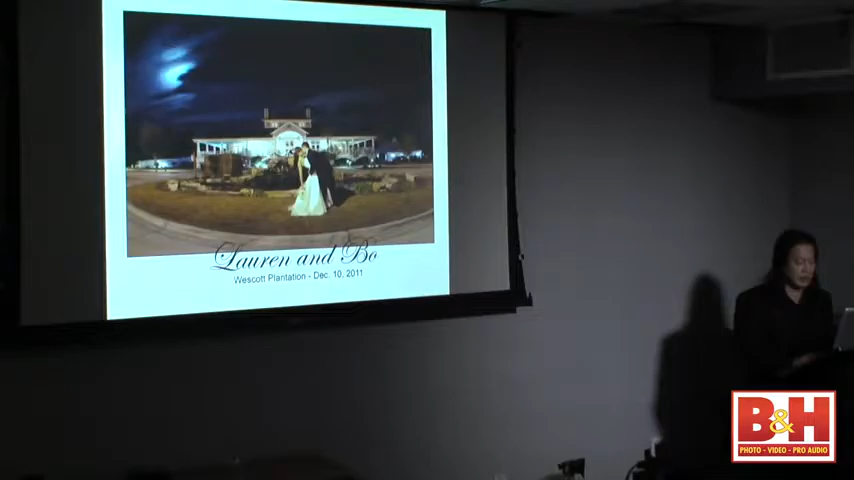 Lauren and Bo
Wescott Plantation - Dec. 10, 2011
B&H
PHOTO - VIDEO - PRO AUDIO